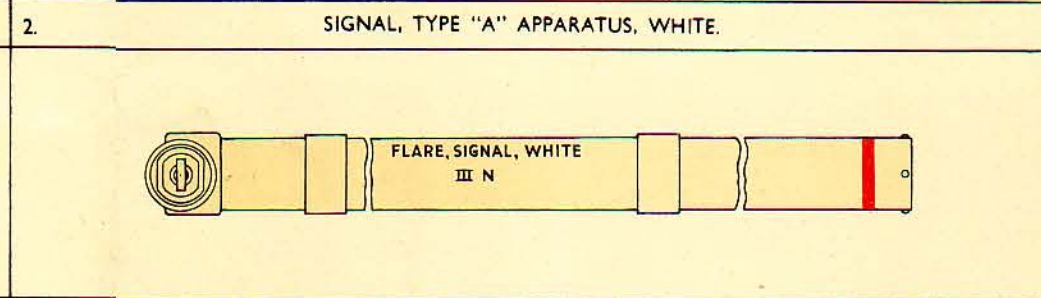 2.
SIGNAL, TYPE "A" APPARATUS, WHITE.
FLARE, SIGNAL, WHITE
III N